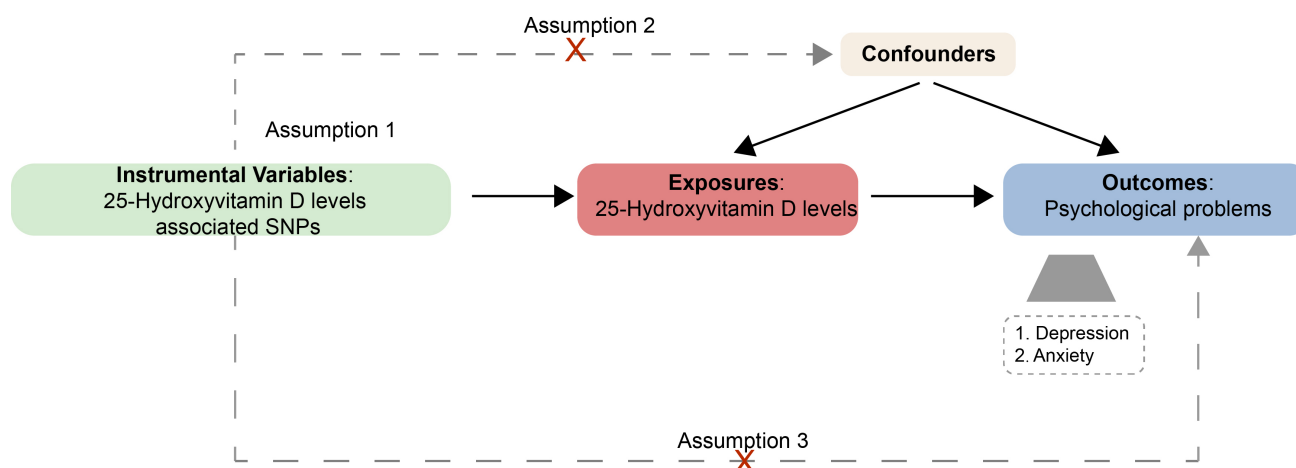 Assumption 2
Confounders
Assumption 1
Instrumental Variables:
25-Hydroxyvitamin D levels
associated SNPs
Exposures:
25-Hydroxyvitamin D levels
Outcomes:
Psychological problems
1. Depression
2. Anxiety
Assumption 3